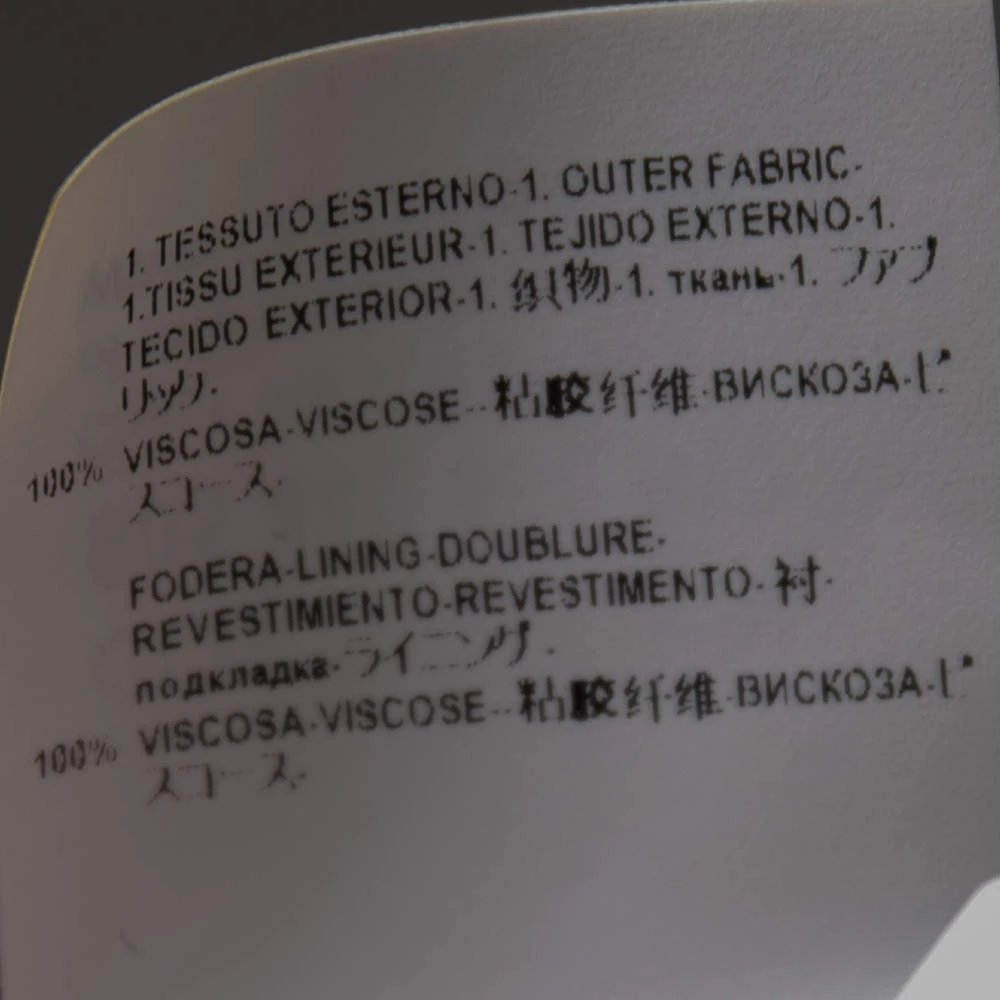 1. TESSUTO ESTERNO-1. OUTER FABRIC-
1.TISSU EXTERIEUR-1. TEJIDO EXTERNO-1.
TECIDO EXTERIOR-1. 织物-1. ткань-1. ファブ
リック.
100% VISCOSA-VISCOSE--粘胶纤维-ВИСКОЗА-ビ
スコース.
FODERA-LINING-DOUBLURE-
REVESTIMIENTO-REVESTIMENTO-衬-
подкладка-ライニング.
100% VISCOSA-VISCOSE--粘胶纤维-ВИСКОЗА-ビ
スコース.